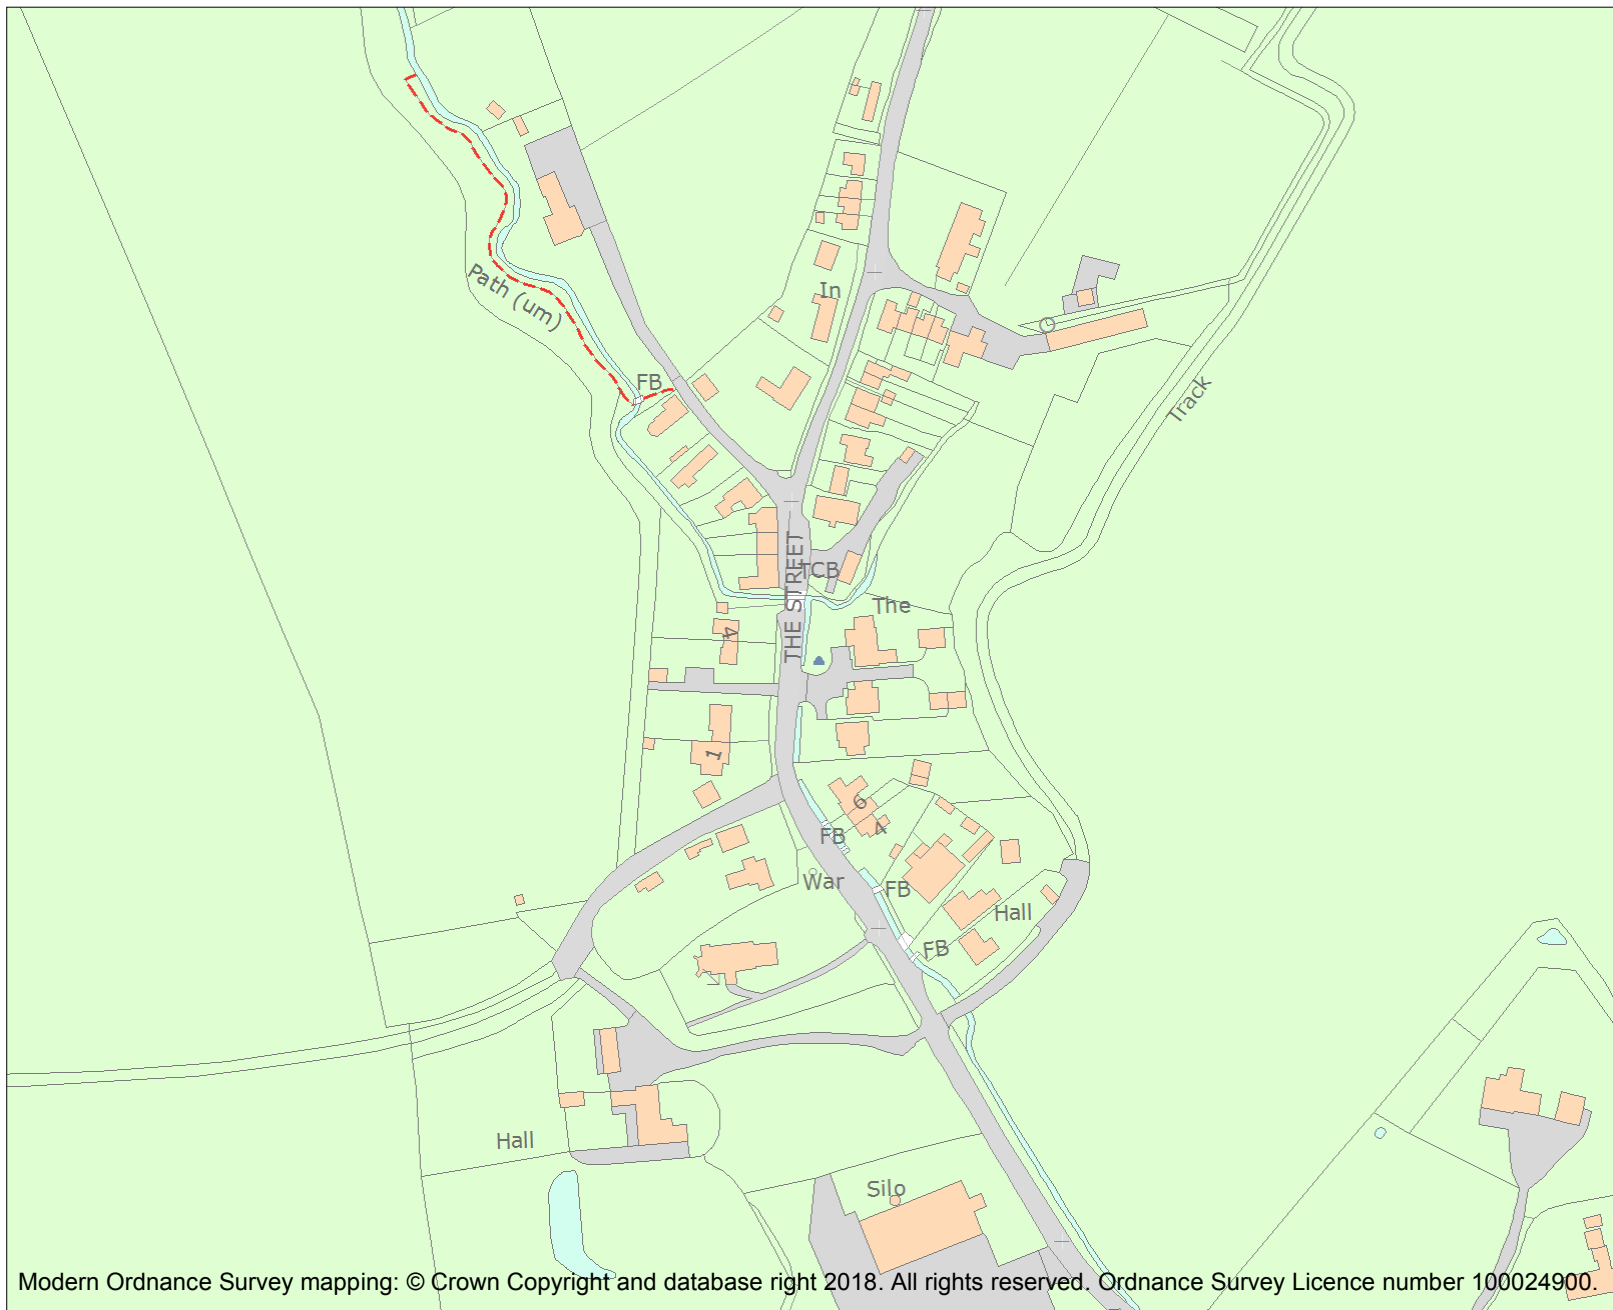 In
Path (um)
FB
Track
THE STREET
TCB
The
4
1
6
4
FB
War
FB
Hall
FB
Hall
Silo
Modern Ordnance Survey mapping: © Crown Copyright and database right 2018. All rights reserved. Ordnance Survey Licence number 100024900.